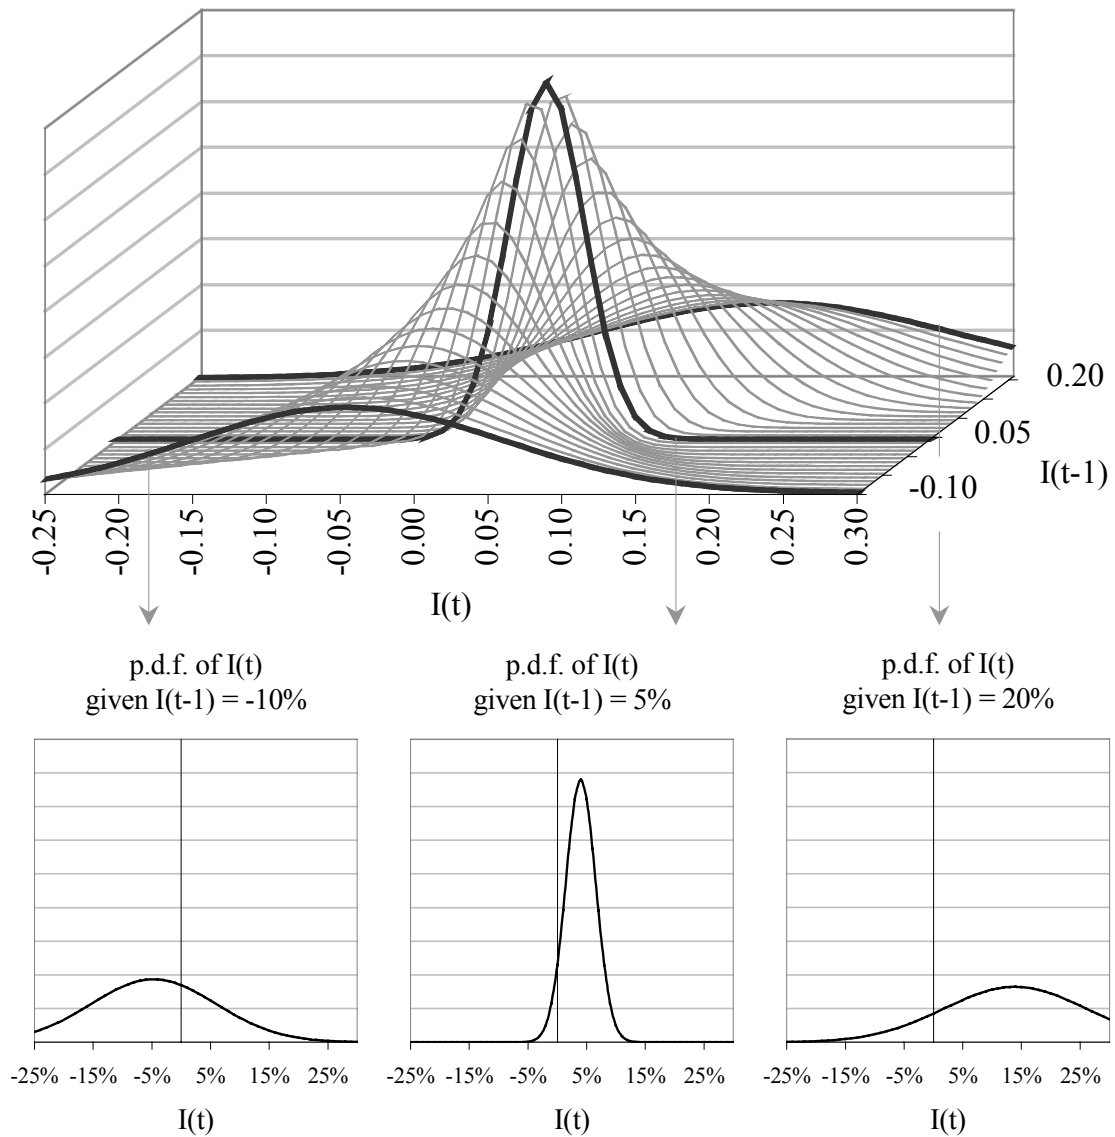 0.20
0.05
-0.10
I(t-1)
-0.25
-0.20
-0.15
-0.10
-0.05
0.00
0.05
0.10
0.15
0.20
0.25
0.30
I(t)
p.d.f. of I(t)
given I(t-1) = -10%
p.d.f. of I(t)
given I(t-1) = 5%
p.d.f. of I(t)
given I(t-1) = 20%
-25% -15% -5% 5% 15% 25%
I(t)
-25% -15% -5% 5% 15% 25%
I(t)
-25% -15% -5% 5% 15% 25%
I(t)